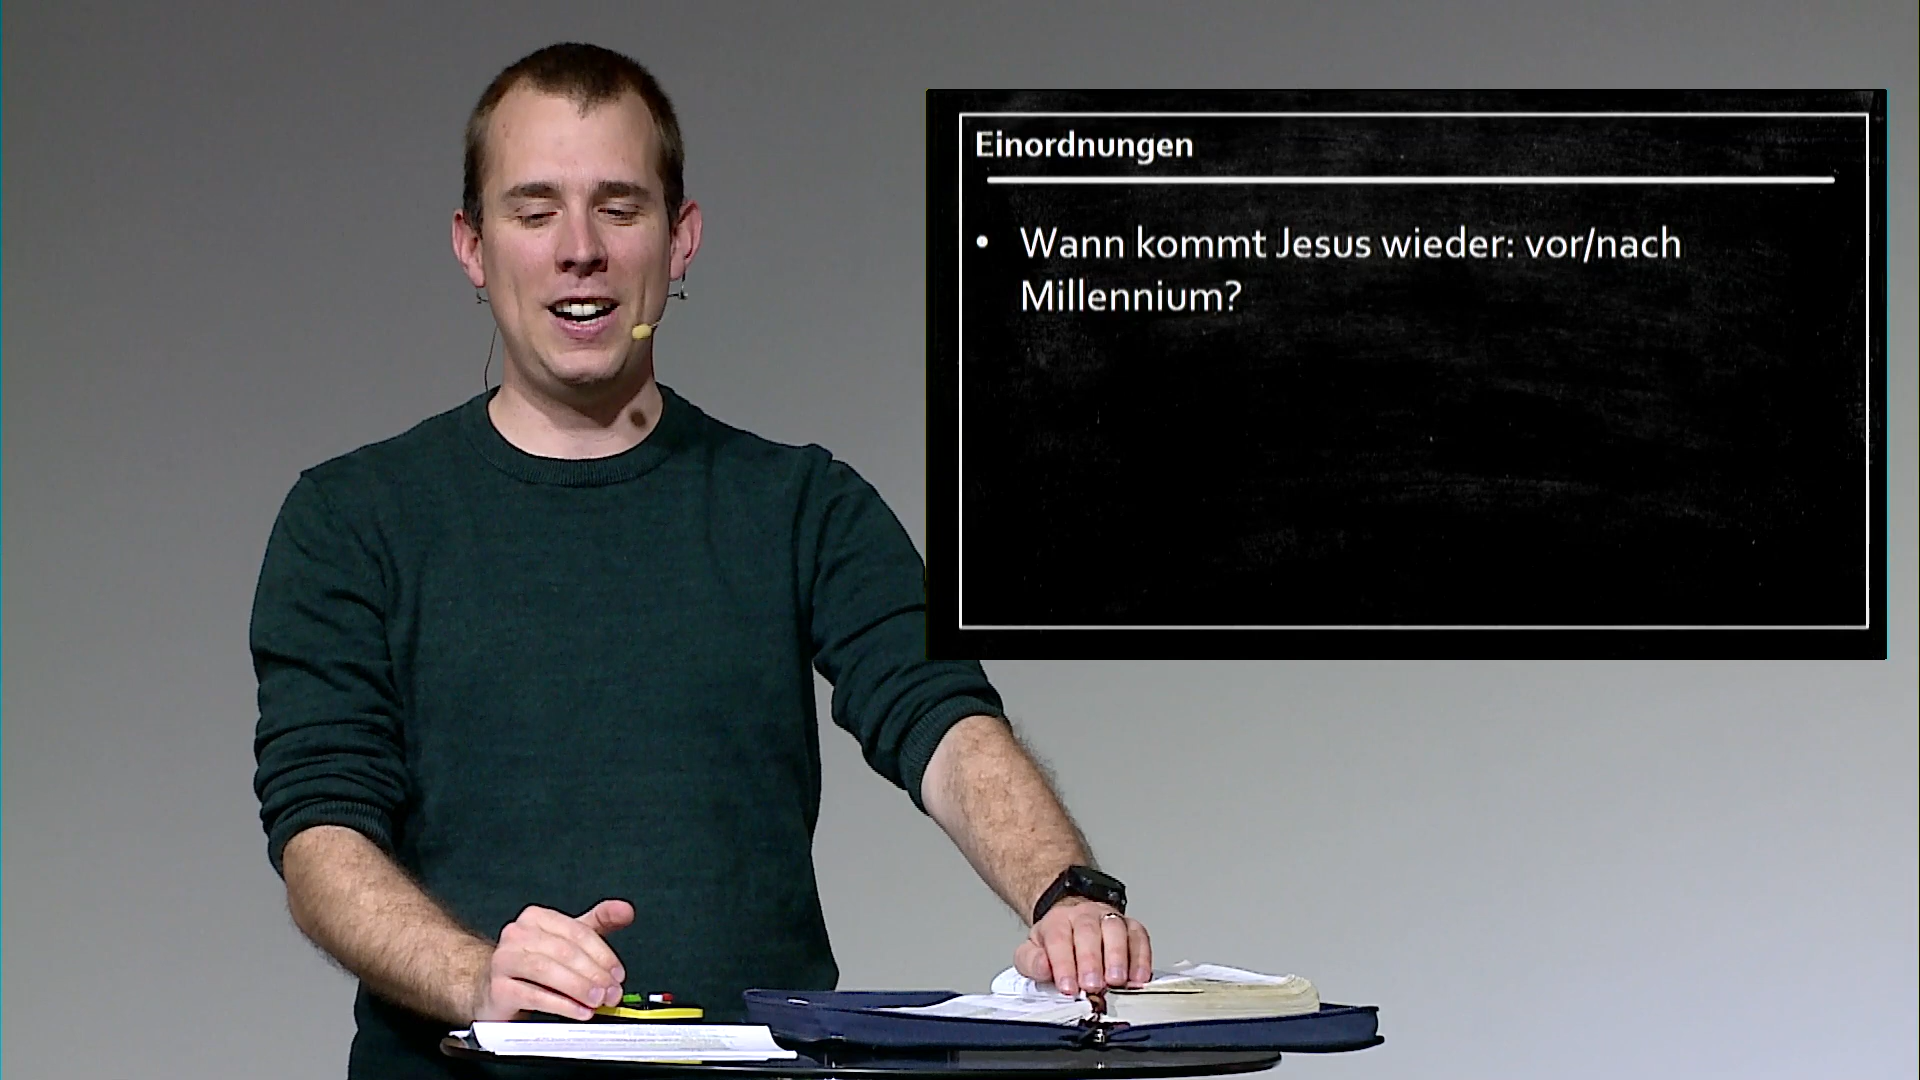 Einordnungen
• Wann kommt Jesus wieder: vor/nach
Millennium?